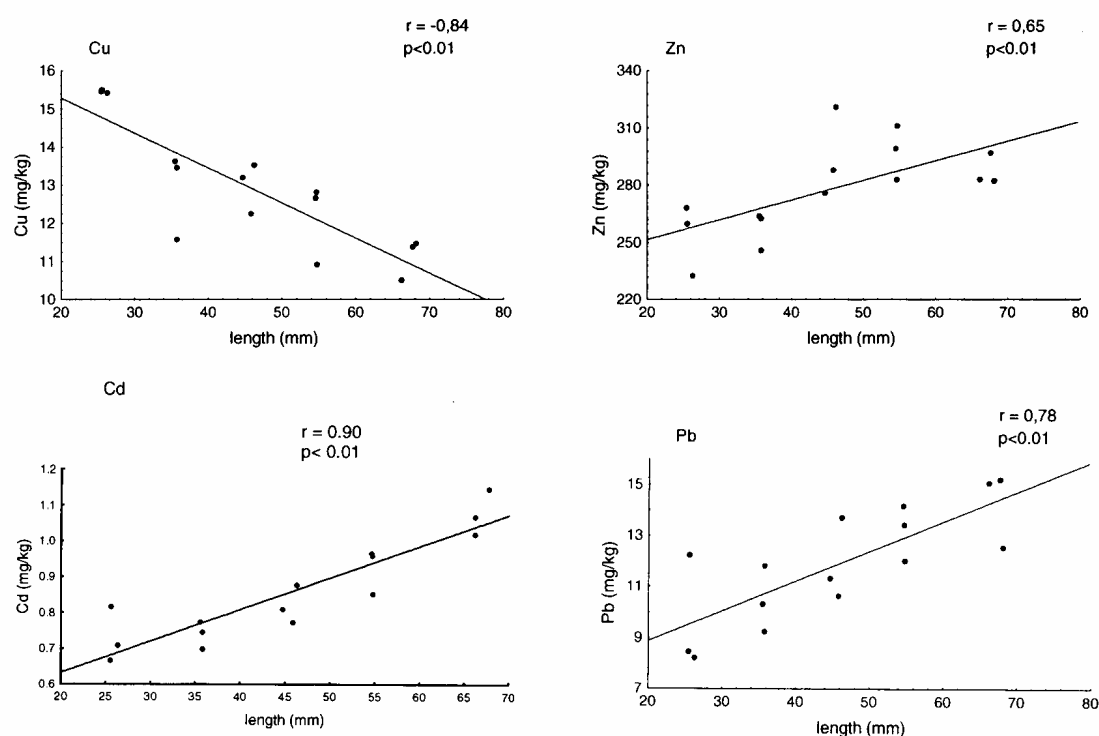 Cu
r = -0,84
p<0.01
Cu (mg/kg)
16
15
14
13
12
11
10
20 30 40 50 60 70 80
length (mm)
Zn
r = 0,65
p<0.01
Zn (mg/kg)
340
310
280
250
220
20 30 40 50 60 70 80
length (mm)
Cd
r = 0.90
p< 0.01
Cd (mg/kg)
1.2
1.1
1.0
0.9
0.8
0.7
0.6
20 25 30 35 40 45 50 55 60 65 70
length (mm)
Pb
r = 0,78
p<0.01
Pb (mg/kg)
15
13
11
9
7
20 30 40 50 60 70 80
length (mm)